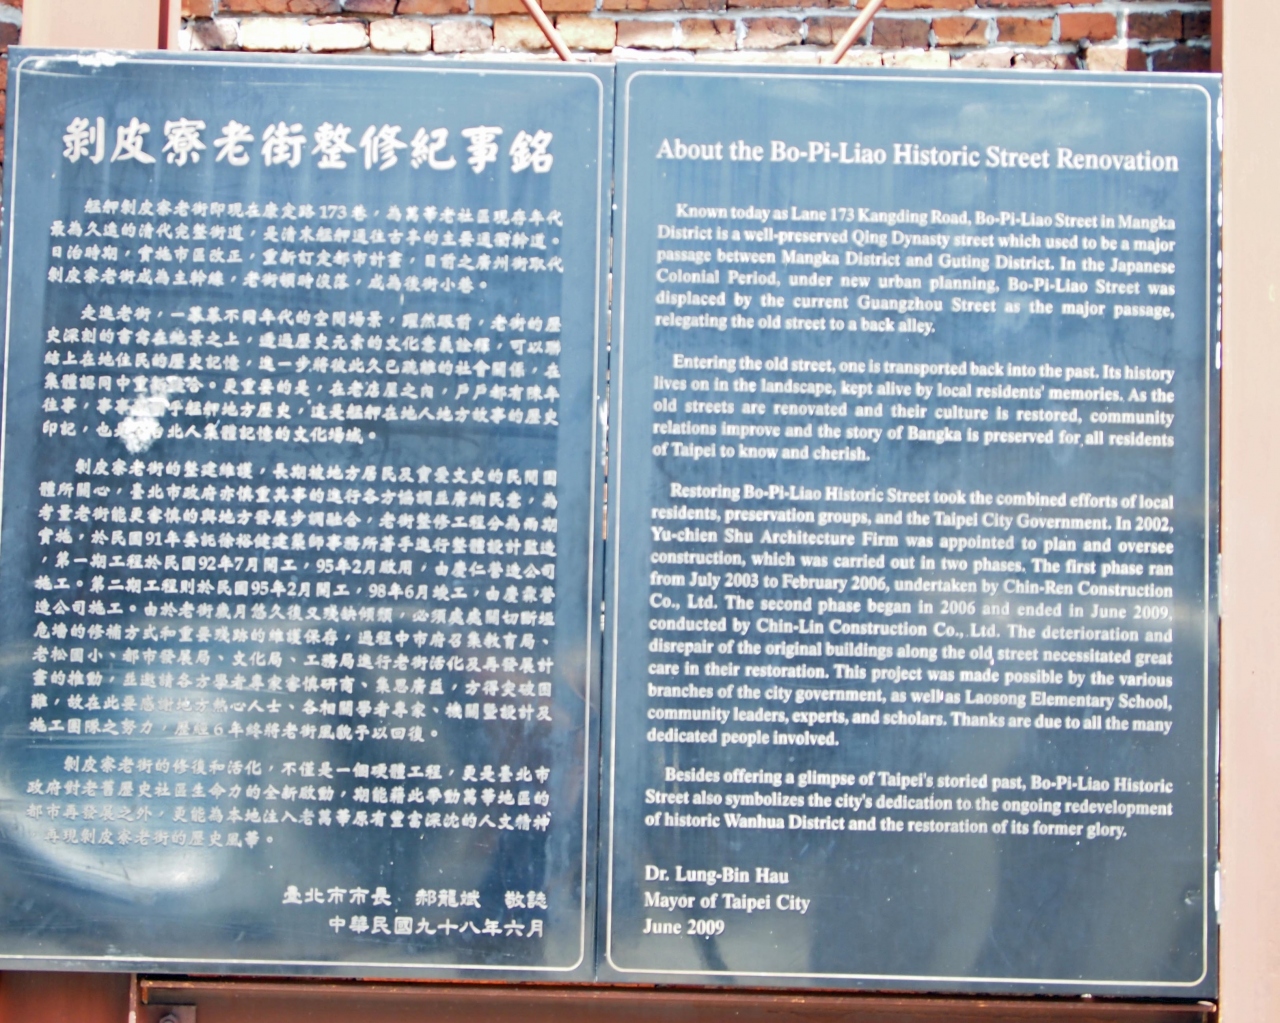 剝皮寮老街整修紀事銘
艋舺剝皮寮老街即現在康定路173巷，為萬華老社區現存年代
最為久遠的清代完整街道，是清末艋舺通往古亭的主要通衢幹道。
日治時期，實施市區改正，重新訂定都市計畫，目前之廣州街取代
剝皮寮老街成為主幹線，老街頓時沒落，成為後街小巷。
走進老街，一幕幕不同年代的空間場景，躍然眼前，老街的歷
史深刻的書寫在地景之上，透過歷史元素的文化意義詮釋，可以聯
結上在地住民的歷史記憶，進一步將彼此久已疏離的社會關係，在
集體認同中重新整合。更重要的是，在老店屋之內，戶戶都有陳年
往事，事事 乎艋舺地方歷史，這是艋舺在地人地方故事的歷史
印記，也 台北人集體記憶的文化場域。
剝皮寮老街的整建維護，長期被地方居民及寶愛文史的民間團
體所關心，臺北市政府亦慎重其事的進行各方協調並廣納民意，為
考量老街能更審慎的與地方發展步調融合，老街整修工程分為兩期
實施，於民國91年委託徐裕健建築師事務所著手進行整體設計監造
，第一期工程於民國92年7月開工，95年2月啟用，由慶仁營造公司
施工。第二期工程則於民國95年2月開工，98年6月竣工，由慶霖營
造公司施工。由於老街歲月悠久復又殘缺傾頹，必須處處關切斷垣
危墻的修補方式和重要殘跡的維護保存，過程中市府召集教育局、
老松國小、都市發展局、文化局、工務局進行老街活化及再發展計
畫的推動，並邀請各方學者專家審慎研商、集思廣益，方得突破困
難，故在此要感謝地方熱心人士、各相關學者專家、機關暨設計及
施工團隊之努力，歷經6年終將老街風貌予以回復。
剝皮寮老街的修復和活化，不僅是一個硬體工程，更是臺北市
政府對老舊歷史社區生命力的全新啟動，期能藉此帶動萬華地區的
都市再發展之外，更能為本地注入老萬華原有豐富深沈的人文精神
再現剝皮寮老街的歷史風華。
臺北市市長 郝龍斌 敬誌
中華民國九十八年六月
About the Bo-Pi-Liao Historic Street Renovation
Known today as Lane 173 Kangding Road, Bo-Pi-Liao Street in Mangka
District is a well-preserved Qing Dynasty street which used to be a major
passage between Mangka District and Guting District. In the Japanese
Colonial Period, under new urban planning, Bo-Pi-Liao Street was
displaced by the current Guangzhou Street as the major passage,
relegating the old street to a back alley.
Entering the old street, one is transported back into the past. Its history
lives on in the landscape, kept alive by local residents' memories. As the
old streets are renovated and their culture is restored, community
relations improve and the story of Bangka is preserved for all residents
of Taipei to know and cherish.
Restoring Bo-Pi-Liao Historic Street took the combined efforts of local
residents, preservation groups, and the Taipei City Government. In 2002,
Yu-chien Shu Architecture Firm was appointed to plan and oversee
construction, which was carried out in two phases. The first phase ran
from July 2003 to February 2006, undertaken by Chin-Ren Construction
Co., Ltd. The second phase began in 2006 and ended in June 2009,
conducted by Chin-Lin Construction Co., Ltd. The deterioration and
disrepair of the original buildings along the old street necessitated great
care in their restoration. This project was made possible by the various
branches of the city government, as well as Laosong Elementary School,
community leaders, experts, and scholars. Thanks are due to all the many
dedicated people involved.
Besides offering a glimpse of Taipei's storied past, Bo-Pi-Liao Historic
Street also symbolizes the city's dedication to the ongoing redevelopment
of historic Wanhua District and the restoration of its former glory.
Dr. Lung-Bin Hau
Mayor of Taipei City
June 2009